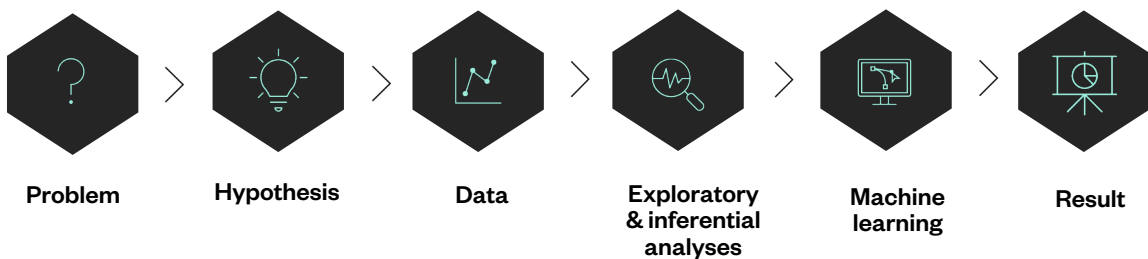 Problem
Hypothesis
Data
Exploratory
& inferential
analyses
Machine
learning
Result